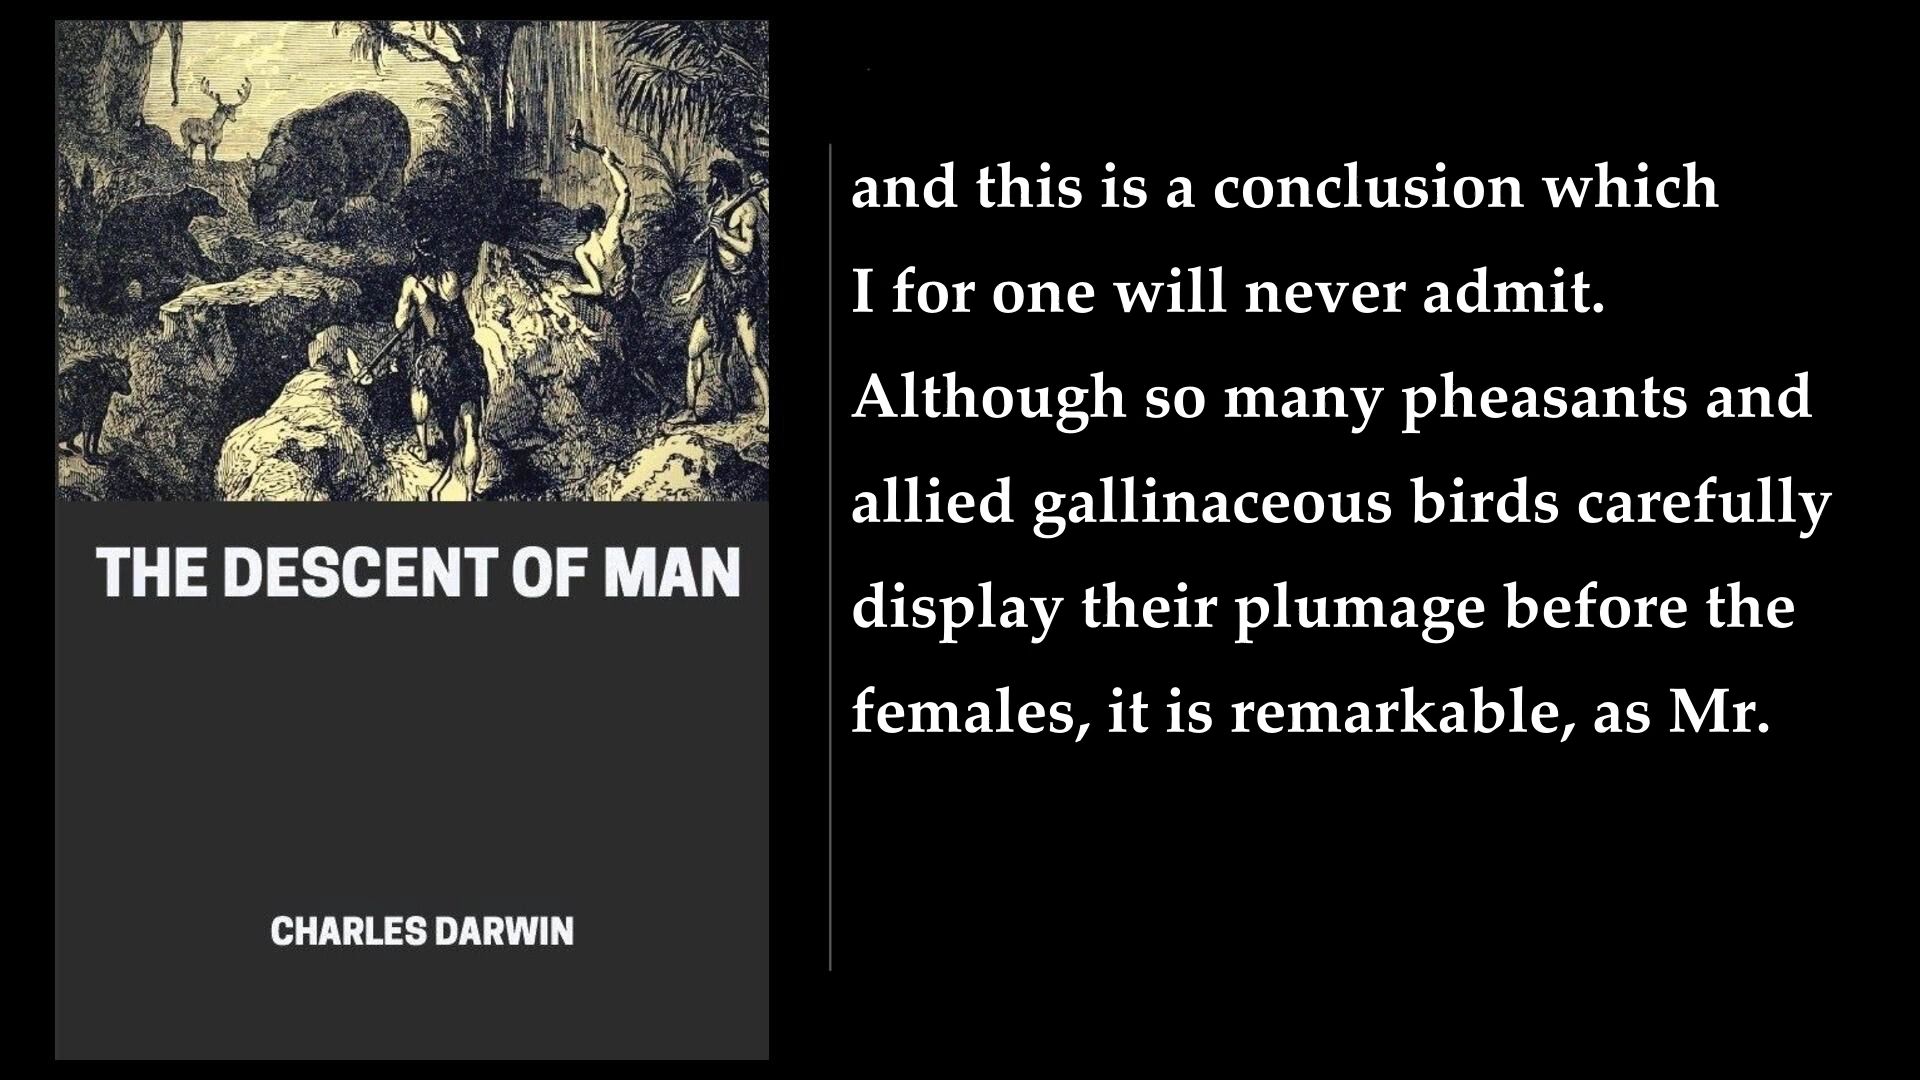 THE DESCENT OF MAN
CHARLES DARWIN
and this is a conclusion which
I for one will never admit.
Although so many pheasants and
allied gallinaceous birds carefully
display their plumage before the
females, it is remarkable, as Mr.